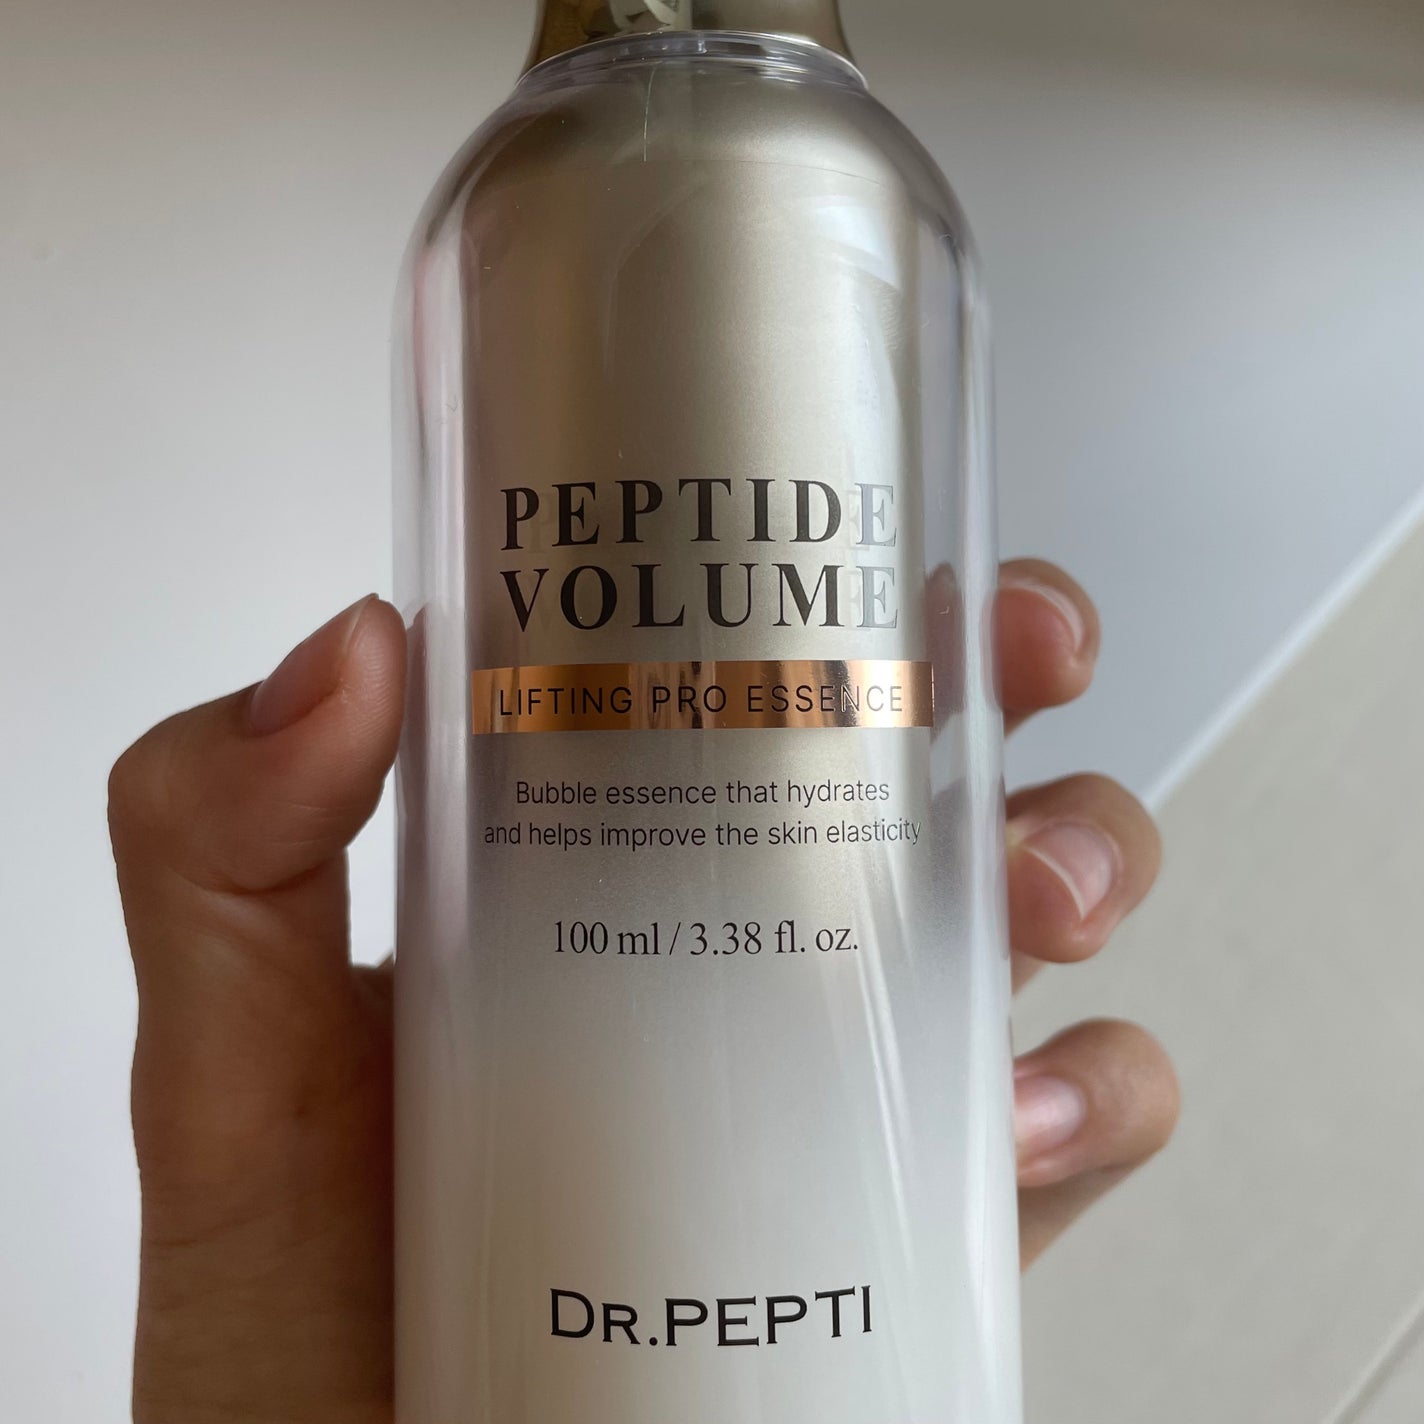 PEPTIDE
VOLUME
LIFTING PRO ESSENCE
Bubble essence that hydrates
and helps improve the skin elasticity
100 ml / 3.38 fl. oz.
DR.PEPTI